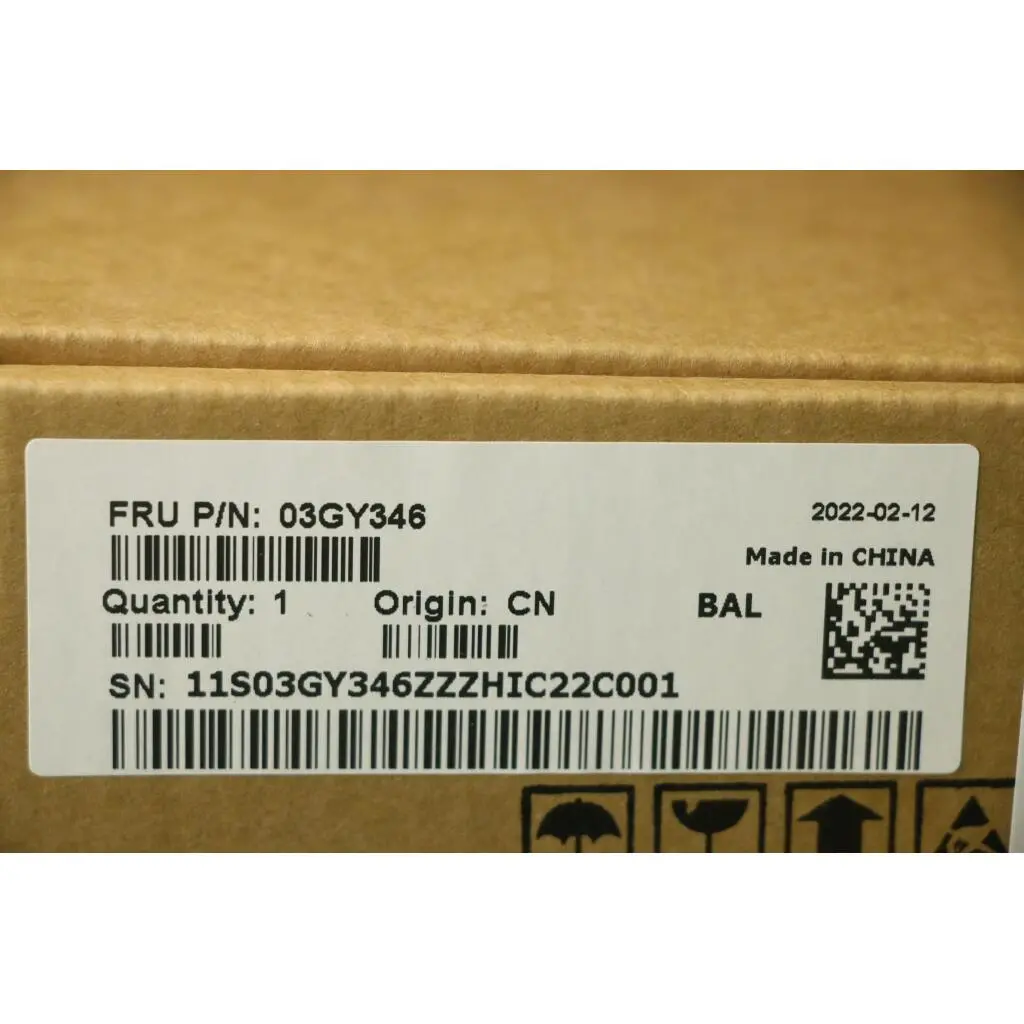 FRU P/N: 03GY346
2022-02-12
Made in CHINA
Quantity: 1 Origin: CN BAL
SN: 11S03GY346ZZZHIC22C001